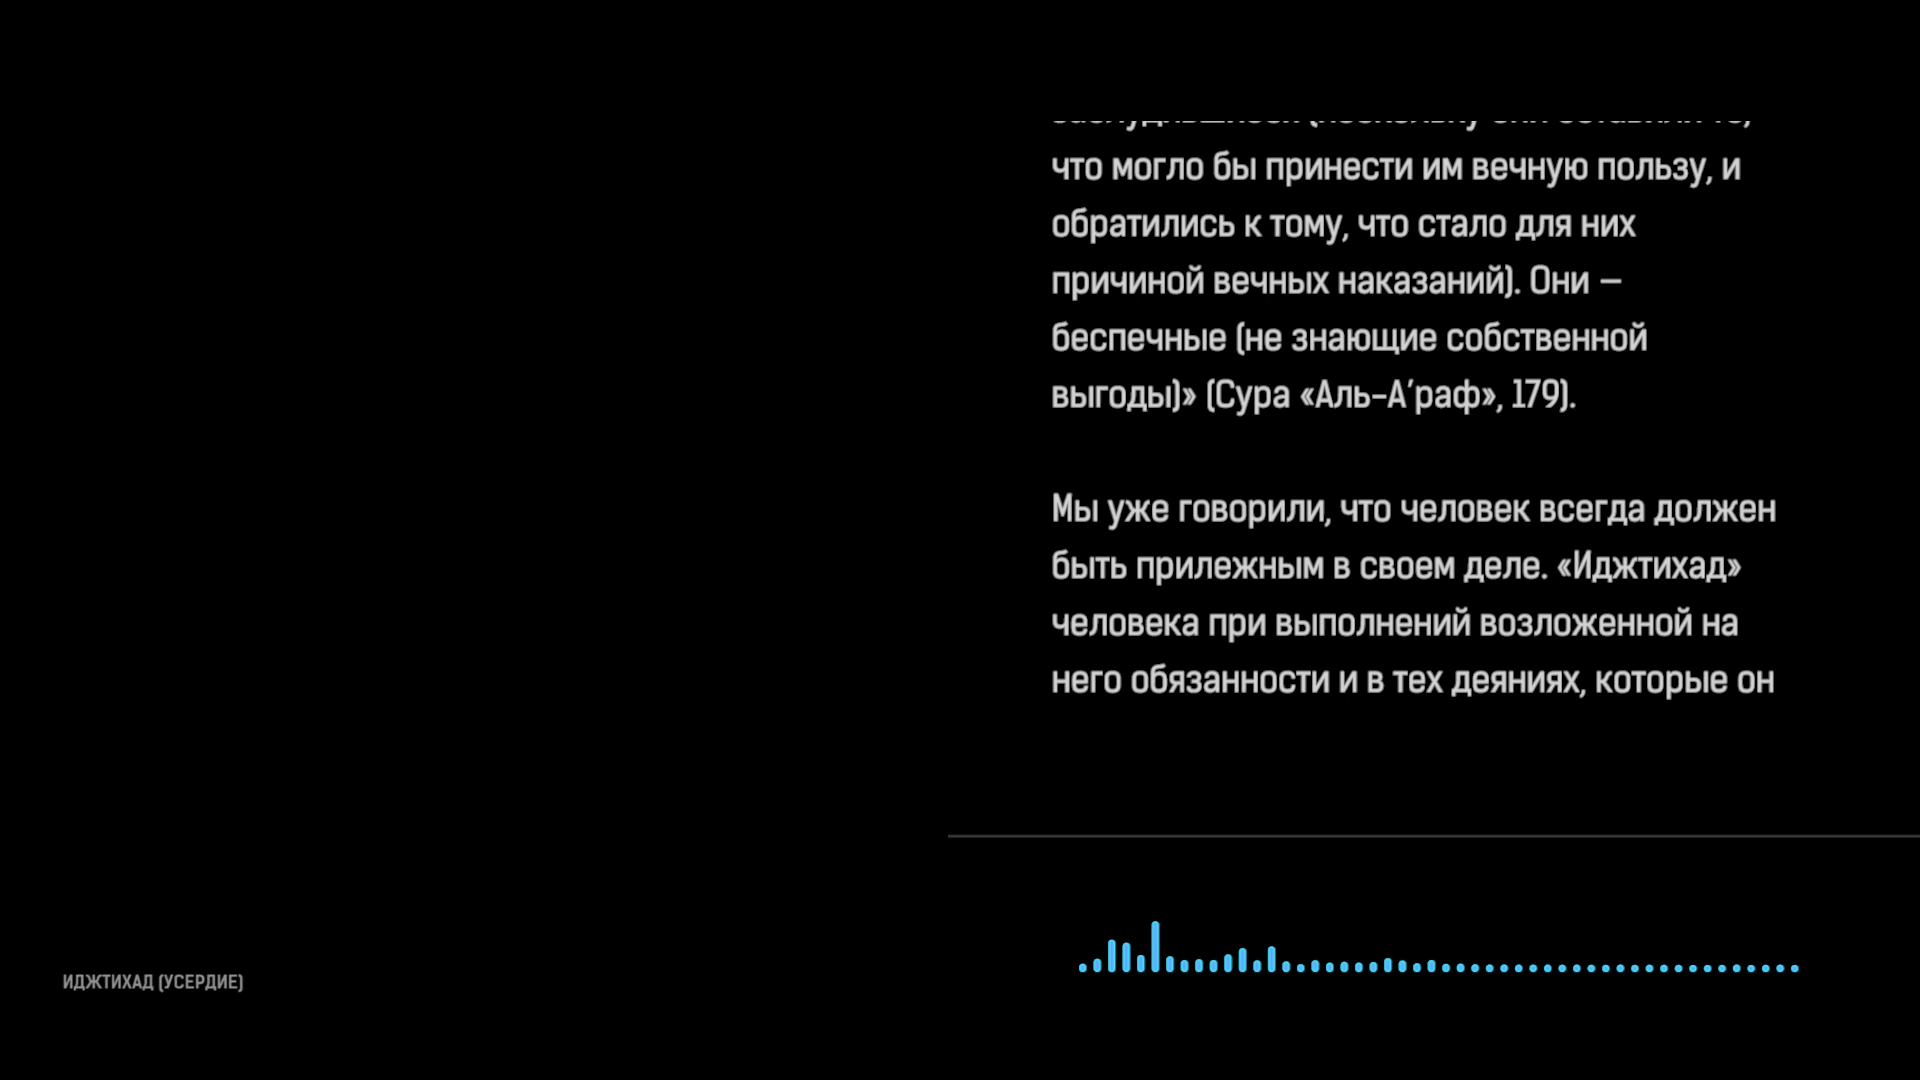 что могло бы принести им вечную пользу, и
обратились к тому, что стало для них
причиной вечных наказаний). Они –
беспечные (не знающие собственной
выгоды)» (Сура «Аль-А’раф», 179).
Мы уже говорили, что человек всегда должен
быть прилежным в своем деле. «Иджтихад»
человека при выполнений возложенной на
него обязанности и в тех деяниях, которые он
ИДЖТИХАД (УСЕРДИЕ)